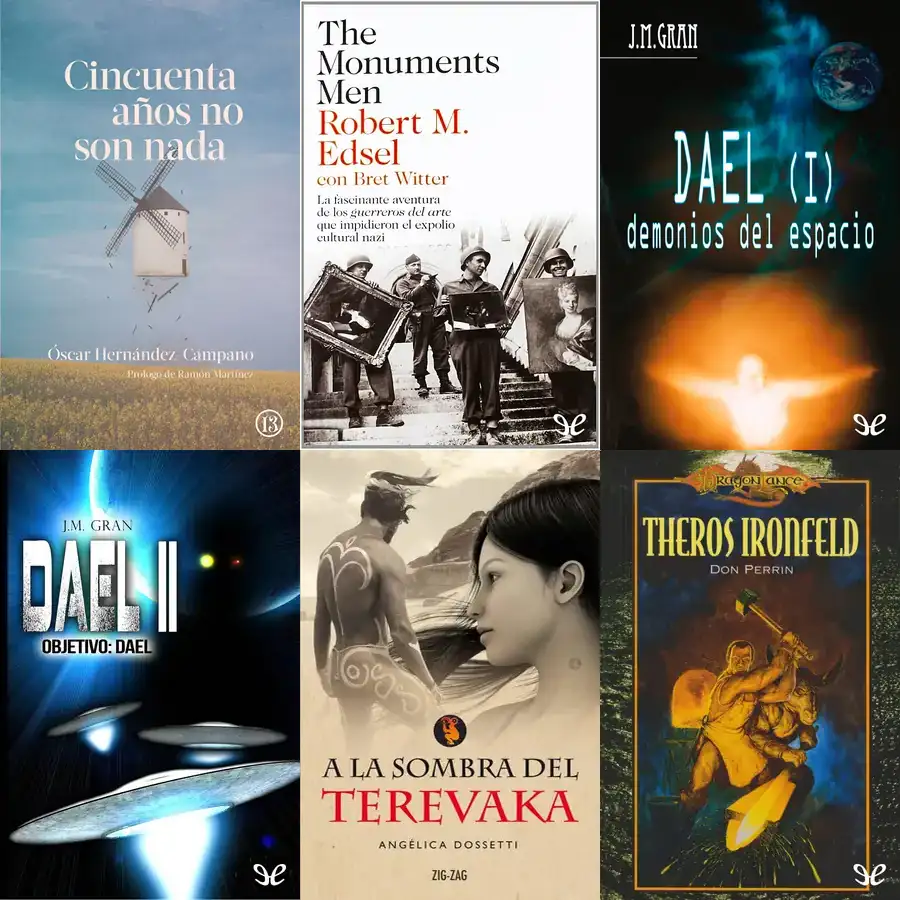 Cincuenta
años no
son nada
Óscar Hernández-Campano
Prólogo de Ramón Martínez
13
The
Monuments
Men
Robert M.
Edsel
con Bret Witter
La fascinante aventura
de los guerreros del arte
que impidieron el expolio
cultural nazi
J.M.GRAN
DAEL (I)
demonios del espacio
J.M. GRAN
DAEL II
OBJETIVO: DAEL
A LA SOMBRA DEL
TEREVAKA
ANGÉLICA DOSSETTI
ZIG-ZAG
DRAGONLANCE
THEROS IRONFELD
DON PERRIN